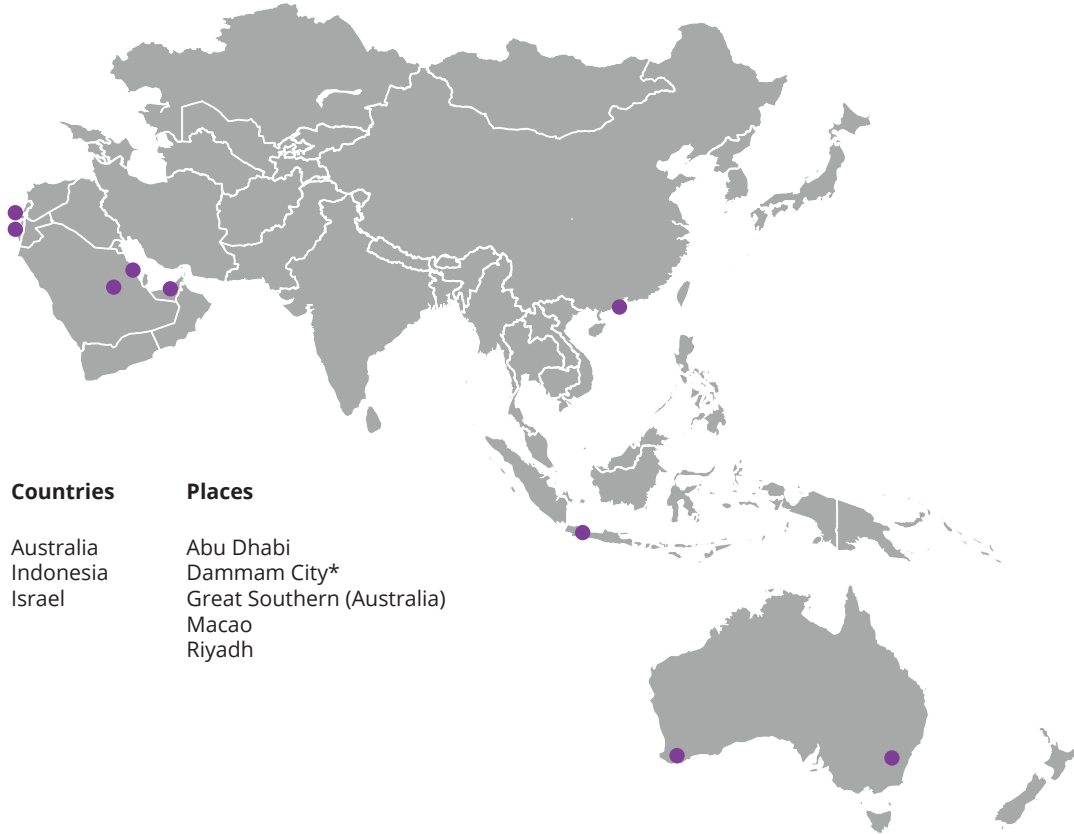 Countries
Australia
Indonesia
Israel
Places
Abu Dhabi
Dammam City*
Great Southern (Australia)
Macao
Riyadh